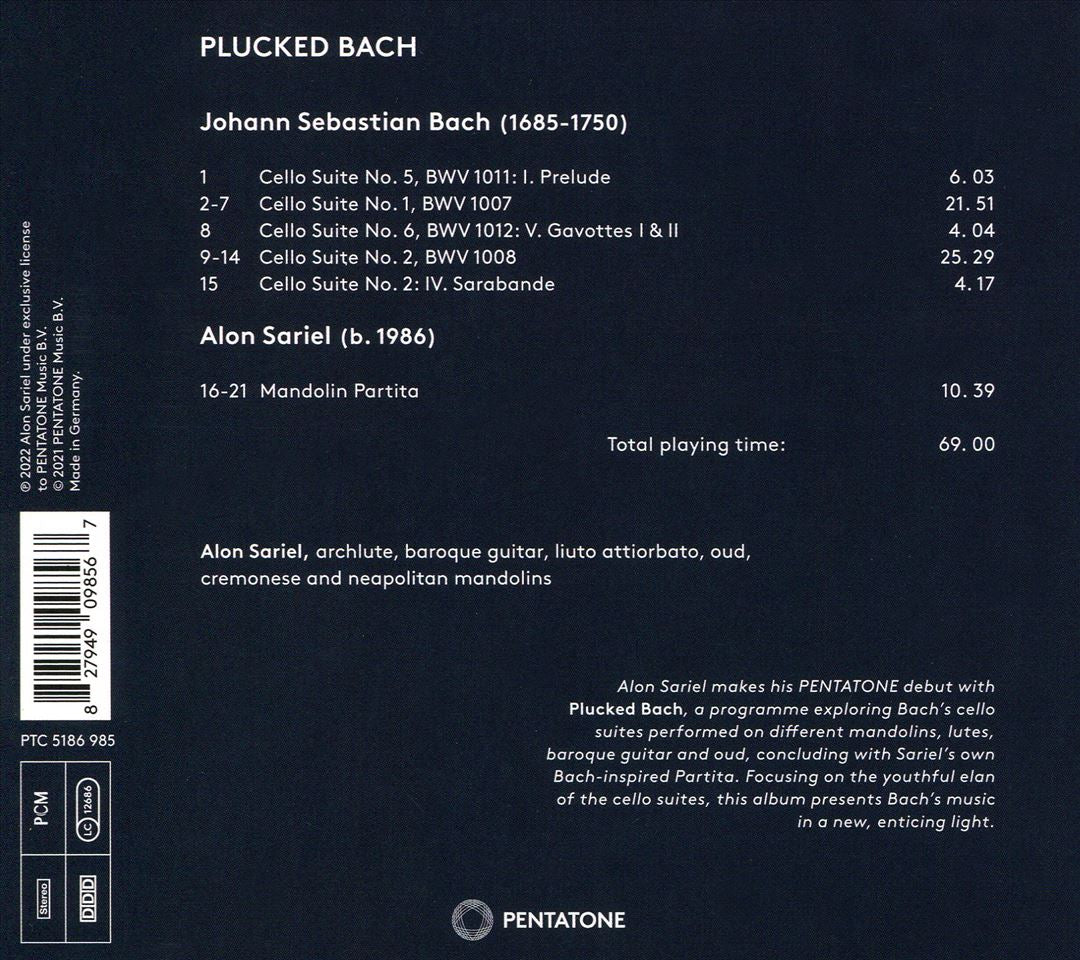 PLUCKED BACH
Johann Sebastian Bach (1685-1750)
1 Cello Suite No. 5, BWV 1011: I. Prelude 6. 03
2-7 Cello Suite No. 1, BWV 1007 21. 51
8 Cello Suite No. 6, BWV 1012: V. Gavottes I & II 4. 04
9-14 Cello Suite No. 2, BWV 1008 25. 29
15 Cello Suite No. 2: IV. Sarabande 4. 17
Alon Sariel (b. 1986)
16-21 Mandolin Partita 10. 39
Total playing time: 69. 00
Alon Sariel, archlute, baroque guitar, liuto attiorbato, oud,
cremonese and neapolitan mandolins
Alon Sariel makes his PENTATONE debut with
Plucked Bach, a programme exploring Bach's cello
suites performed on different mandolins, lutes,
baroque guitar and oud, concluding with Sariel's own
Bach-inspired Partita. Focusing on the youthful elan
of the cello suites, this album presents Bach's music
in a new, enticing light.
℗ 2022 Alon Sariel under exclusive license
to PENTATONE Music B.V.
© 2021 PENTATONE Music B.V.
Made in Germany.
8 27949 09856 7
PTC 5186 985
PCM
LC 12686
Stereo
DDD
PENTATONE